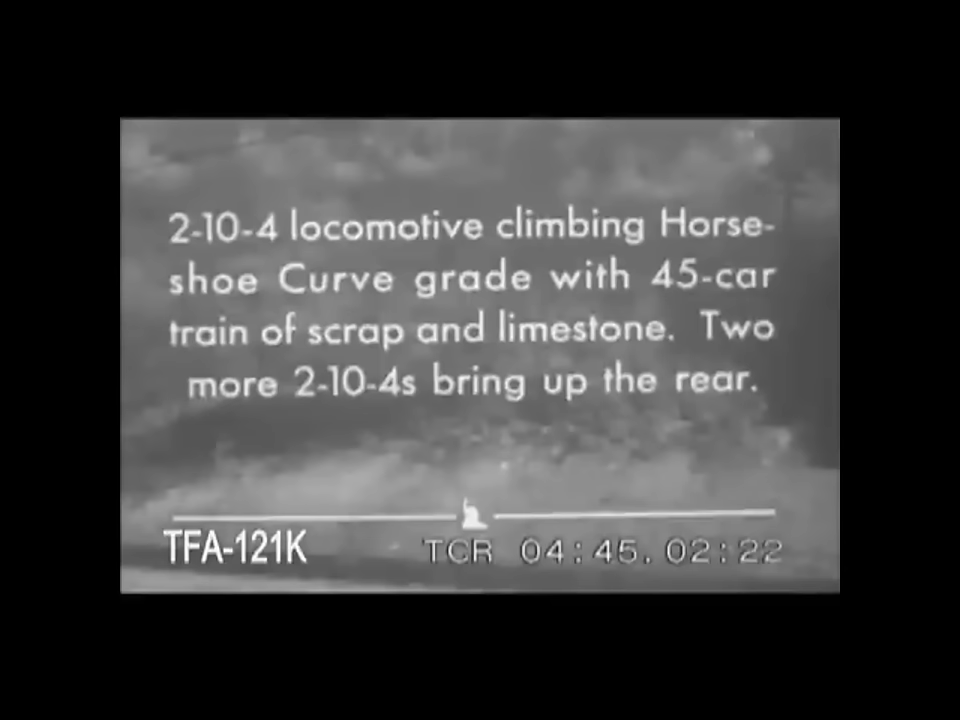 2-10-4 locomotive climbing Horse-
shoe Curve grade with 45-car
train of scrap and limestone. Two
more 2-10-4s bring up the rear.
TFA-121K TCR 04:45.02:22